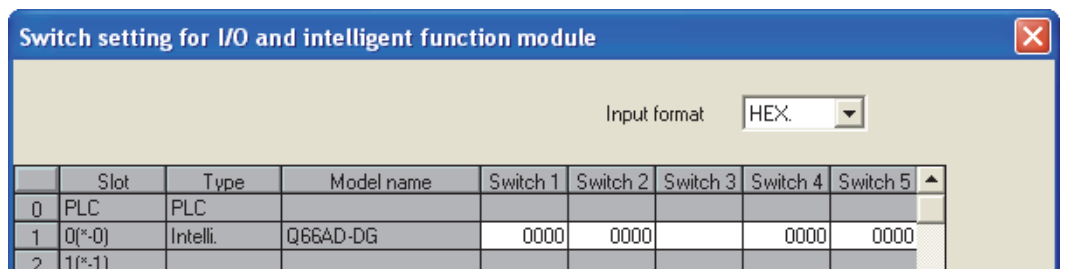 Switch setting for I/O and intelligent function module
Input format HEX.
Slot Type Model name Switch 1 Switch 2 Switch 3 Switch 4 Switch 5
0 PLC PLC
1 0(*-0) Intelli. Q66AD-DG 0000 0000 0000 0000
2 1(*-1)